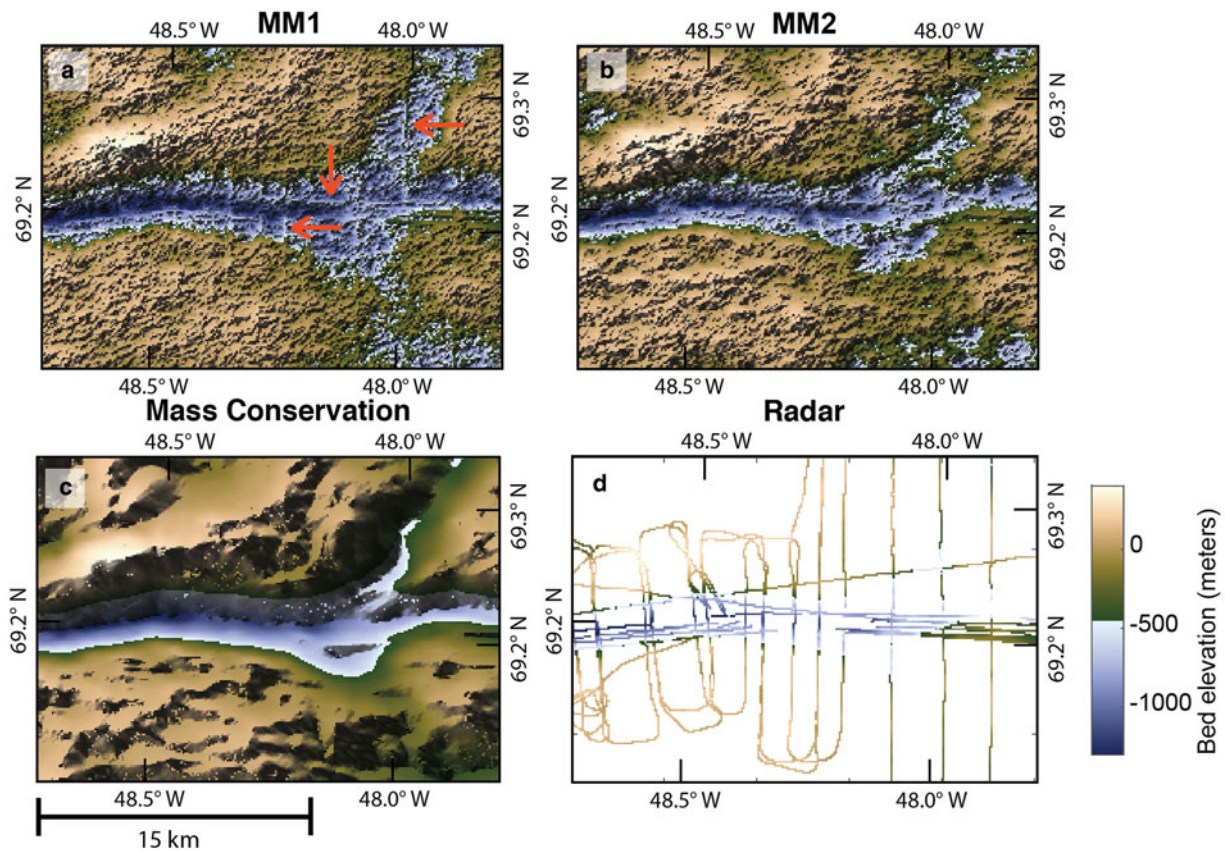 MM1
MM2
48.5° W
48.0° W
48.5° W
48.0° W
a
b
69.3° N
69.3° N
69.2° N
69.2° N
69.2° N
69.2° N
48.5° W
48.0° W
48.5° W
48.0° W
Mass Conservation
Radar
48.5° W
48.0° W
48.5° W
48.0° W
c
d
69.3° N
69.3° N
69.2° N
69.2° N
69.2° N
69.2° N
0
-500
-1000
Bed elevation (meters)
48.5° W
48.0° W
48.5° W
48.0° W
15 km